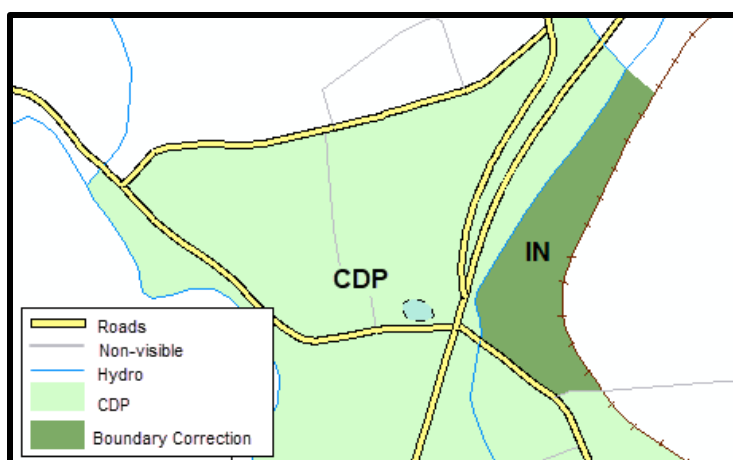 IN
CDP
Roads
Non-visible
Hydro
CDP
Boundary Correction